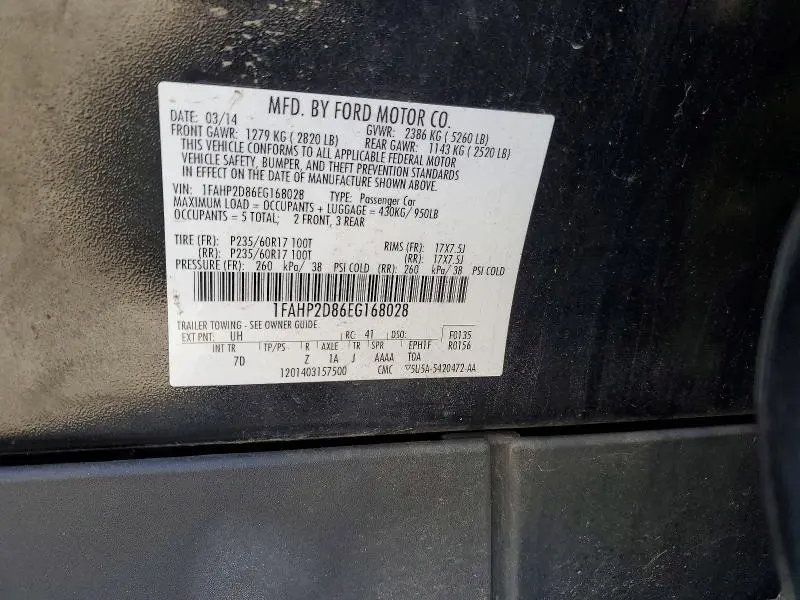 MFD. BY FORD MOTOR CO.
DATE: 03/14 GVWR: 2386 KG ( 5260 LB)
FRONT GAWR: 1279 KG ( 2820 LB) REAR GAWR: 1143 KG ( 2520 LB)
THIS VEHICLE CONFORMS TO ALL APPLICABLE FEDERAL MOTOR
VEHICLE SAFETY, BUMPER, AND THEFT PREVENTION STANDARDS
IN EFFECT ON THE DATE OF MANUFACTURE SHOWN ABOVE.
VIN: 1FAHP2D86EG168028 TYPE: Passenger Car
MAXIMUM LOAD = OCCUPANTS + LUGGAGE = 430KG/ 950LB
OCCUPANTS = 5 TOTAL; 2 FRONT, 3 REAR
TIRE (FR): P235/60R17 100T RIMS (FR): 17X7.5J
(RR): P235/60R17 100T (RR): 17X7.5J
PRESSURE (FR): 260 kPa/ 38 PSI COLD (RR): 260 kPa/ 38 PSI COLD
1FAHP2D86EG168028
TRAILER TOWING - SEE OWNER GUIDE. F0135
EXT PNT: UH RC: 41 DSO: R0156
INT TR TP/PS R AXLE TR SPR EPH1F
7D Z 1A J AAAA TOA
1201403157500 CMC ▽5U5A-5420472-AA